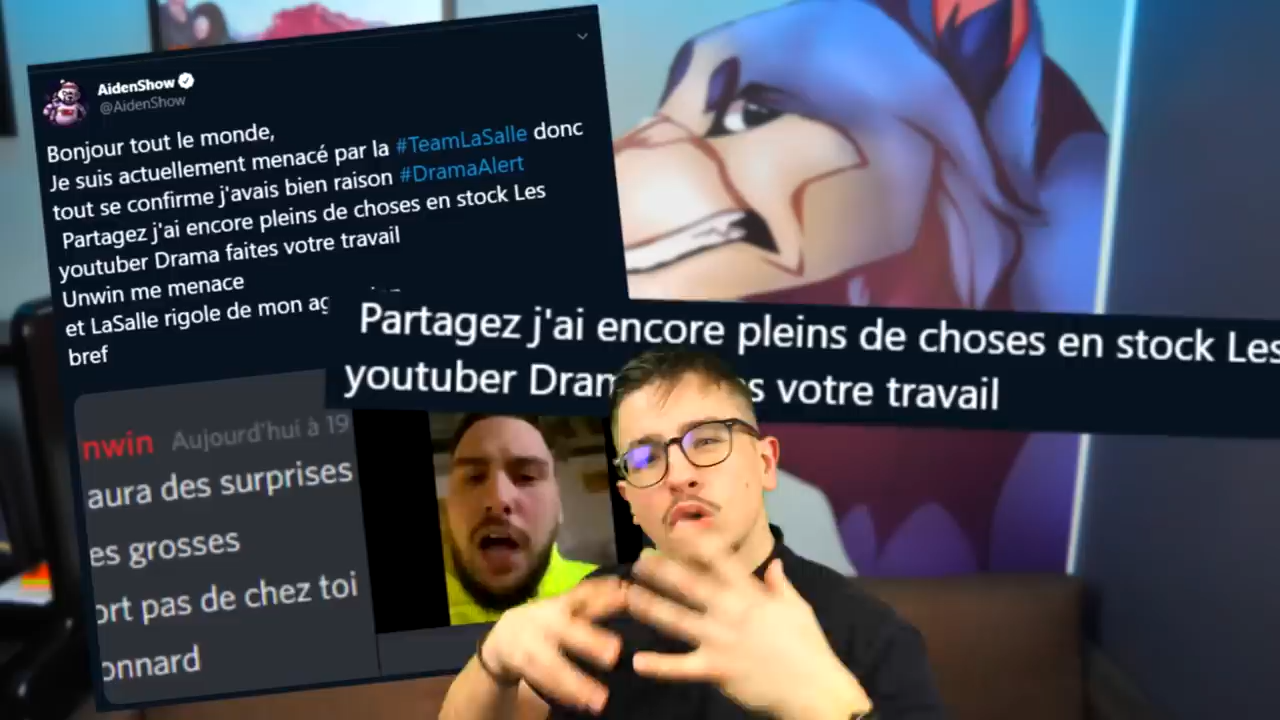 AidenShow
@AidenShow
Bonjour tout le monde,
Je suis actuellement menacé par la #TeamLaSalle donc
tout se confirme j'avais bien raison #DramaAlert
Partagez j'ai encore pleins de choses en stock Les
youtuber Drama faites votre travail
Unwin me menace
et LaSalle rigole de mon
bref
Partagez j'ai encore pleins de choses en stock Les
youtuber votre travail
nwin Aujourd'hui à 19
aura des surprises
es grosses
ort pas de chez toi
onnard